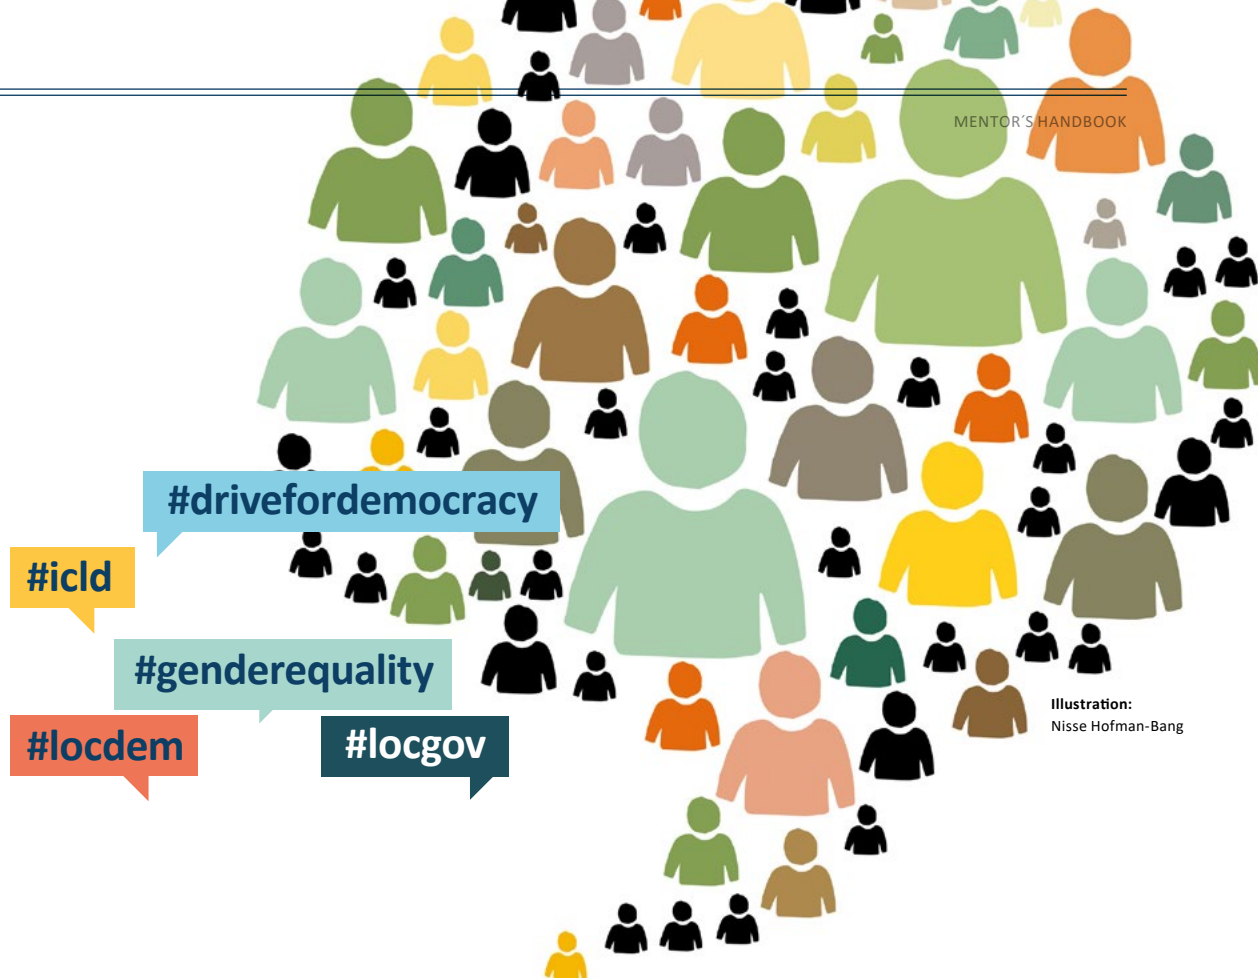 MENTOR´S HANDBOOK
#drivefordemocracy
#icld
#genderequality
#locdem
#locgov
Illustration:
Nisse Hofman-Bang